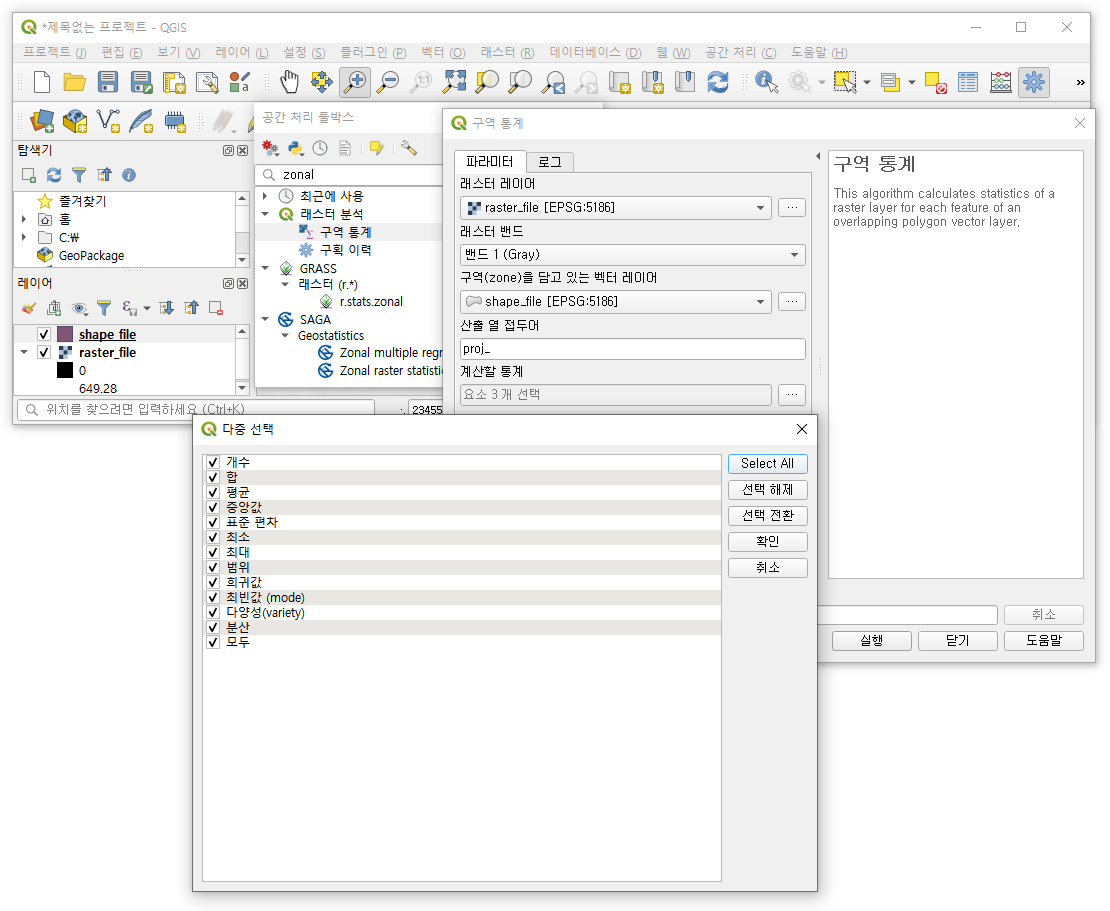 *제목없는 프로젝트 - QGIS
프로젝트 (J) 편집 (E) 보기 (V) 레이어 (L) 설정 (S) 플러그인 (P) 벡터 (O) 래스터 (R) 데이터베이스 (D) 웹 (W) 공간 처리 (C) 도움말 (H)
1:1
»
탐색기
즐겨찾기
홈
C:₩
GeoPackage
레이어
shape_file
raster_file
0
649.28
위치를 찾으려면 입력하세요 (Ctrl+K)
23455
공간 처리 툴박스
zonal
최근에 사용
래스터 분석
구역 통계
구획 이력
GRASS
래스터 (r.*)
r.stats.zonal
SAGA
Geostatistics
Zonal multiple regr
Zonal raster statistic
구역 통계
파라미터
로그
래스터 레이어
raster_file [EPSG:5186]
...
래스터 밴드
밴드 1 (Gray)
구역(zone)을 담고 있는 벡터 레이어
shape_file [EPSG:5186]
...
산출 열 접두어
proj_
계산할 통계
요소 3 개 선택
...
구역 통계
This algorithm calculates statistics of a
raster layer for each feature of an
overlapping polygon vector layer.
취소
실행
닫기
도움말
다중 선택
개수
합
평균
중앙값
표준 편차
최소
최대
범위
희귀값
최빈값 (mode)
다양성(variety)
분산
모두
Select All
선택 해제
선택 전환
확인
취소